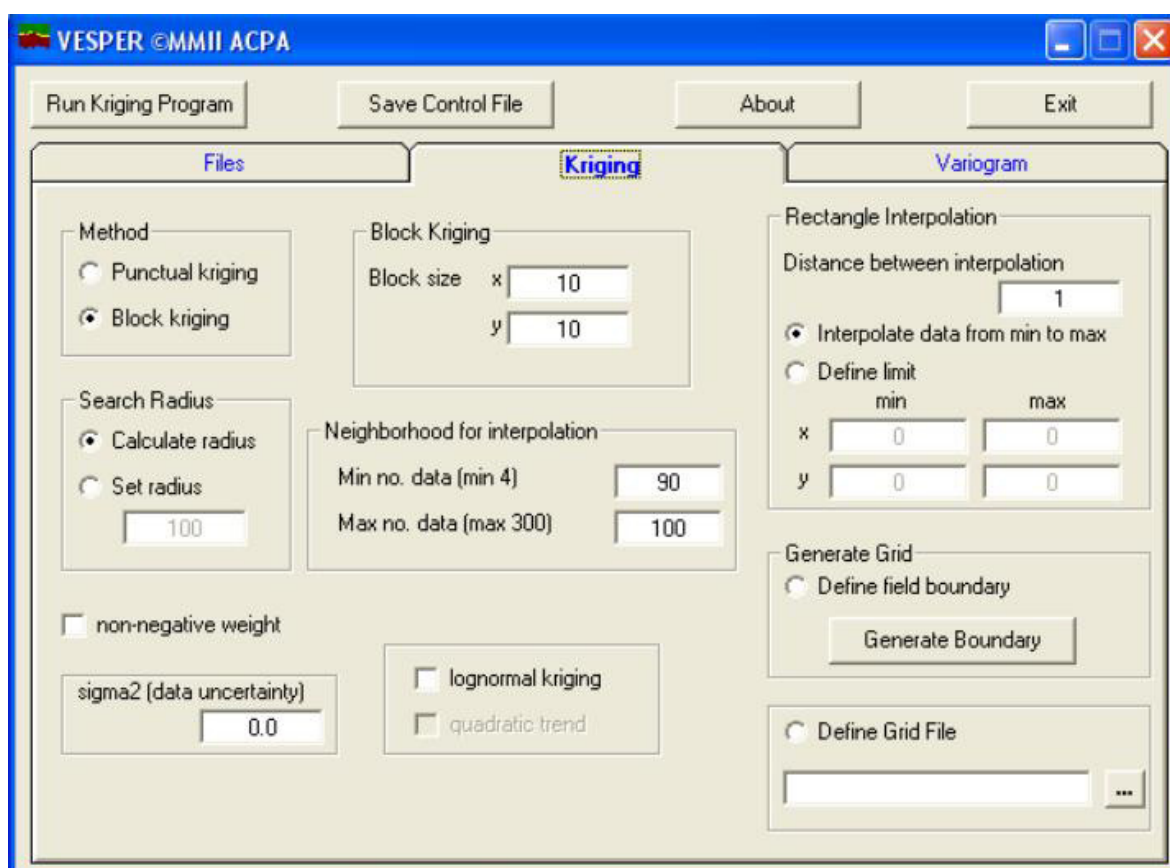 VESPER ©MMII ACPA
Run Kriging Program
Save Control File
About
Exit
Files
Kriging
Variogram
Method
Punctual kriging
Block kriging
Block Kriging
Block size x 10
y 10
Search Radius
Calculate radius
Set radius
100
Neighborhood for interpolation
Min no. data (min 4) 90
Max no. data (max 300) 100
non-negative weight
sigma2 (data uncertainty)
0.0
lognormal kriging
quadratic trend
Rectangle Interpolation
Distance between interpolation
1
Interpolate data from min to max
Define limit
min max
x 0 0
y 0 0
Generate Grid
Define field boundary
Generate Boundary
Define Grid File
...